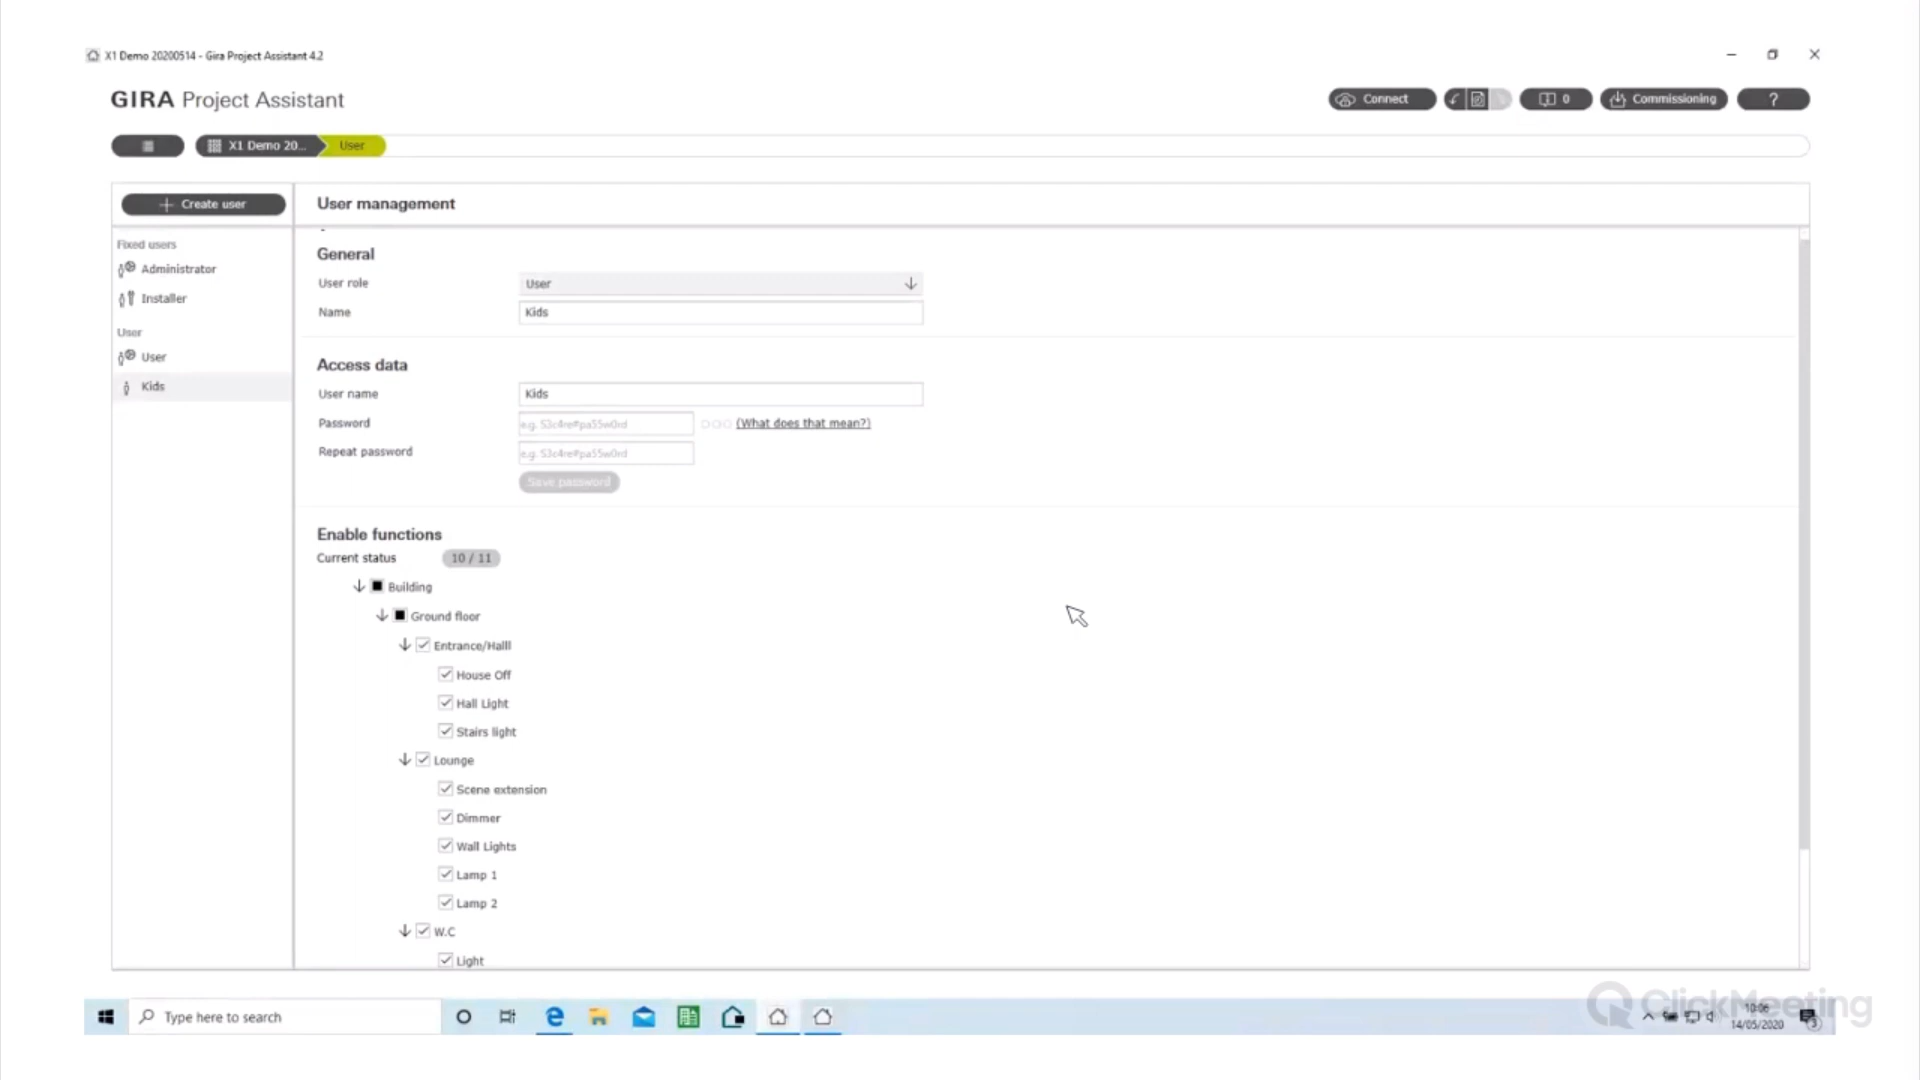 X1 Demo 20200514 - Gira Project Assistant 4.2
GIRA Project Assistant
Connect
0
Commissioning
?
X1 Demo 20...
User
Create user
User management
Fixed users
Administrator
Installer
User
User
Kids
General
User role
User
Name
Kids
Access data
User name
Kids
Password
e.g. S3c4re#pa55w0rd
(What does that mean?)
Repeat password
e.g. S3c4re#pa55w0rd
Save password
Enable functions
Current status
10 / 11
Building
Ground floor
Entrance/Halll
House Off
Hall Light
Stairs light
Lounge
Scene extension
Dimmer
Wall Lights
Lamp 1
Lamp 2
W.C
Light
Type here to search
ClickMeeting
10:06
14/05/2020
3